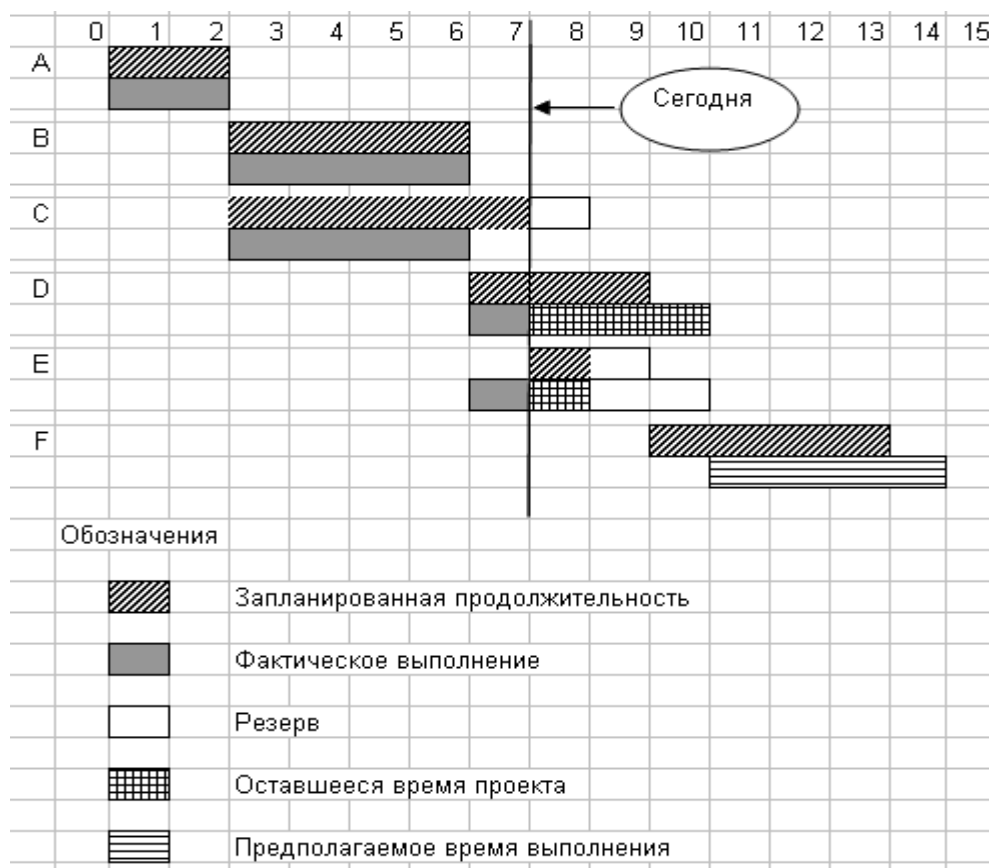 0 1 2 3 4 5 6 7 8 9 10 11 12 13 14 15
A
Сегодня
B
C
D
E
F
Обозначения
Запланированная продолжительность
Фактическое выполнение
Резерв
Оставшееся время проекта
Предполагаемое время выполнения